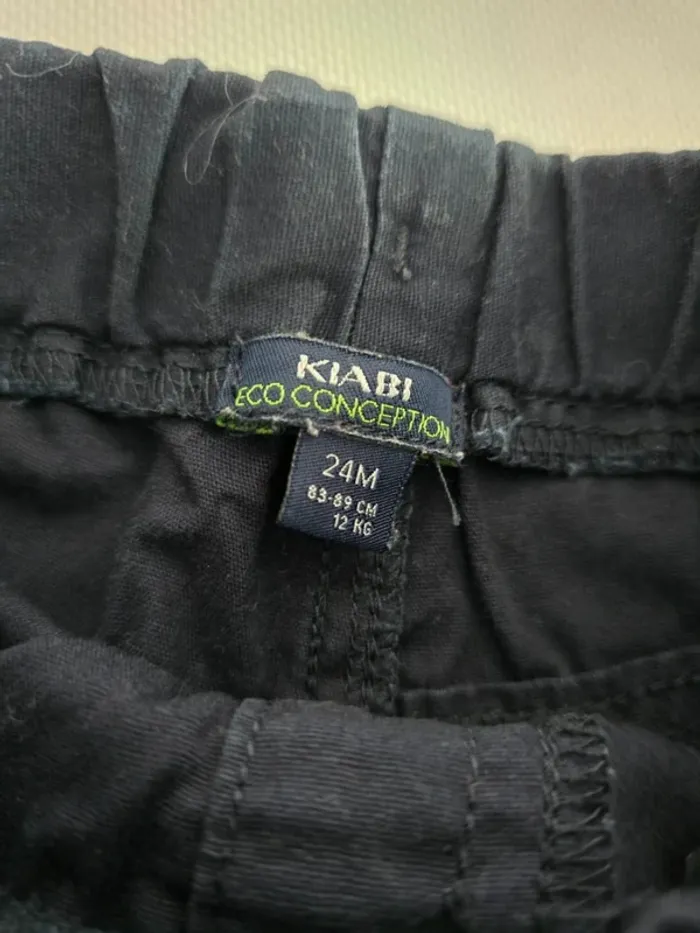 KIABI
ECO CONCEPTION
24M
83-89 CM
12 KG